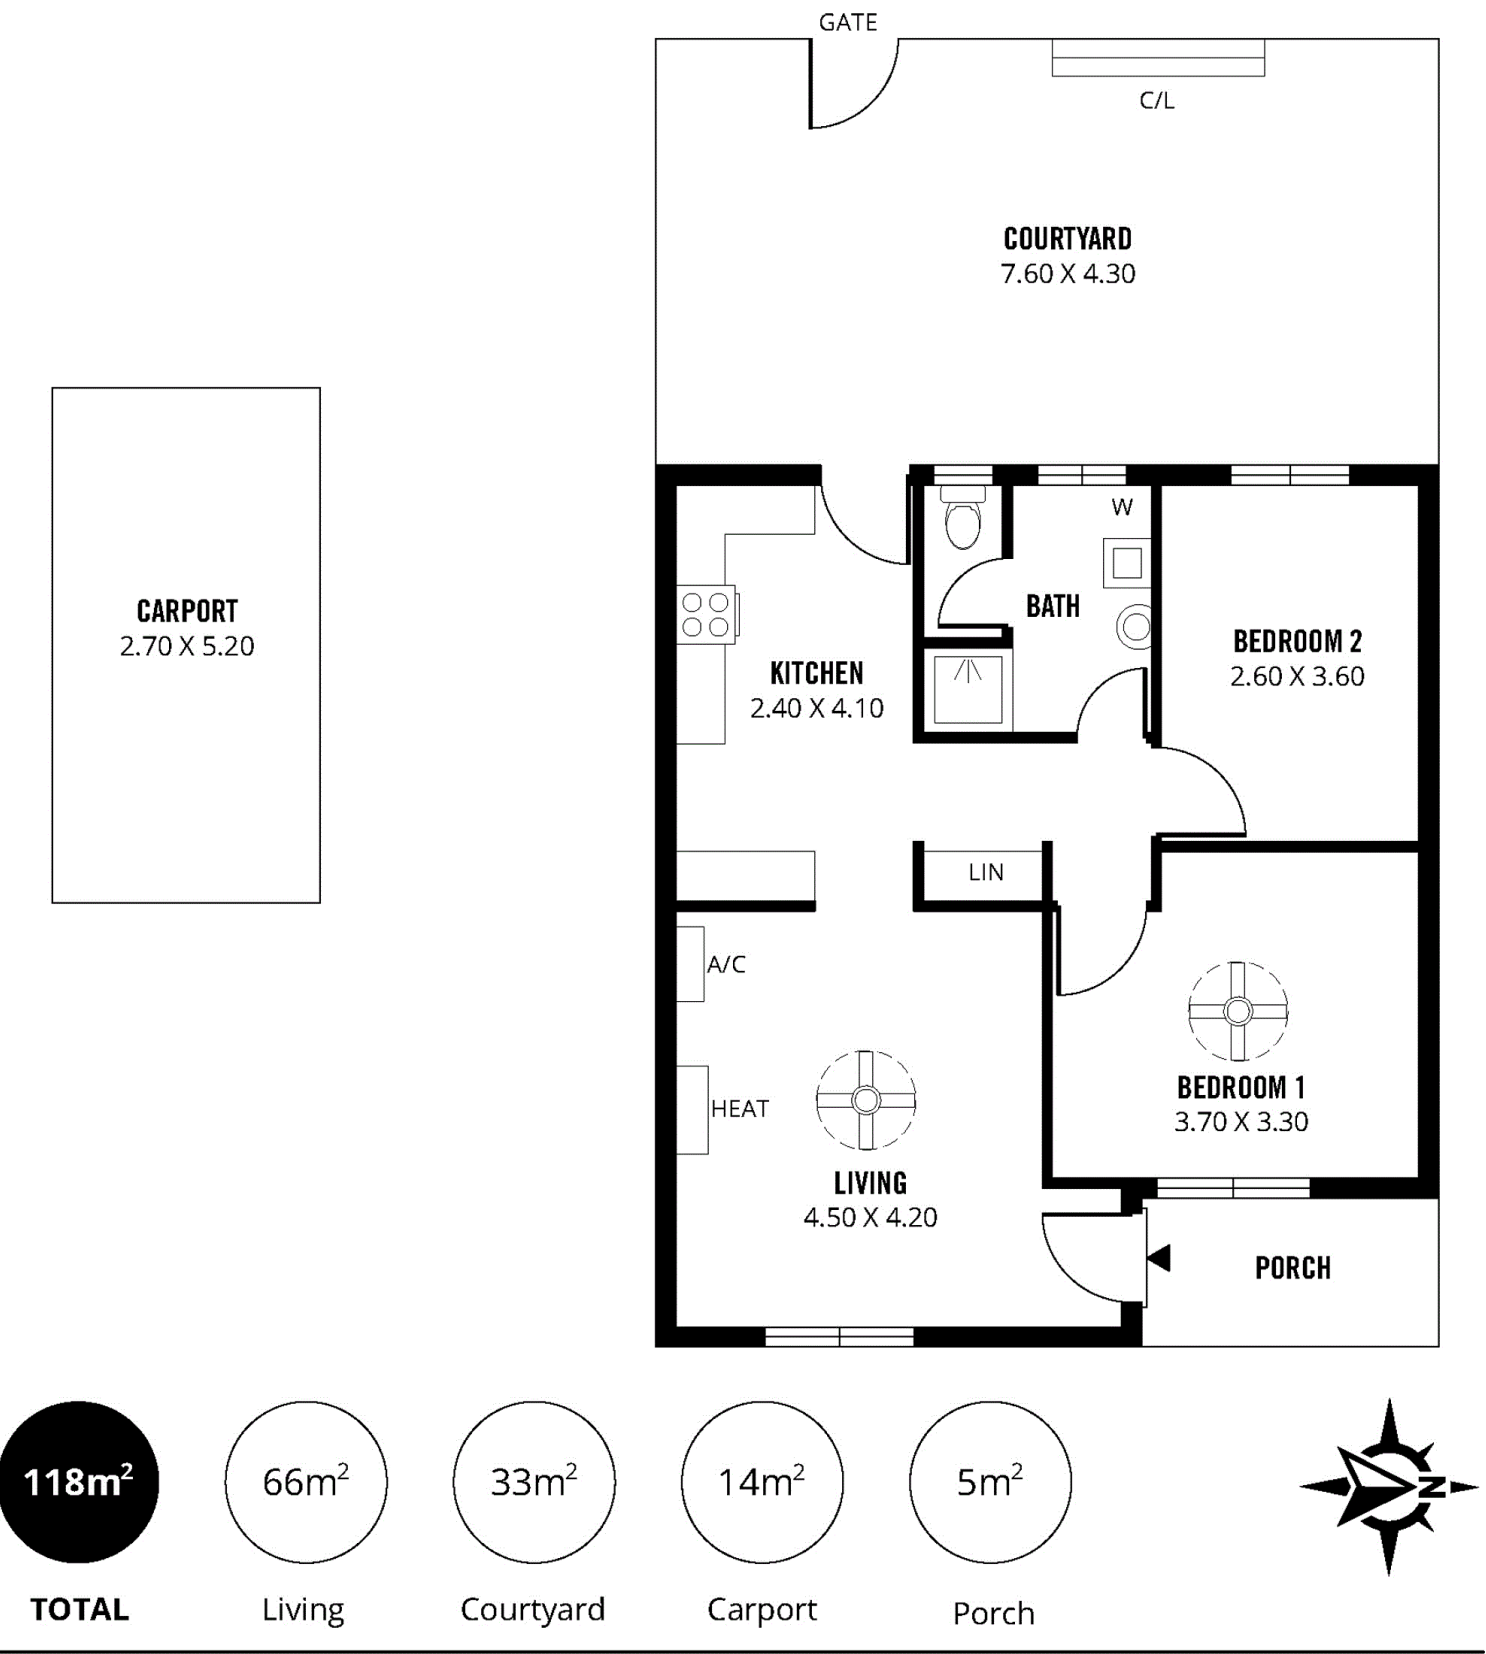 GATE
C/L
COURTYARD
7.60 X 4.30
CARPORT
2.70 X 5.20
W
BATH
BEDROOM 2
2.60 X 3.60
KITCHEN
2.40 X 4.10
LIN
A/C
HEAT
BEDROOM 1
3.70 X 3.30
LIVING
4.50 X 4.20
PORCH
118m²
66m²
33m²
14m²
5m²
N
TOTAL
Living
Courtyard
Carport
Porch